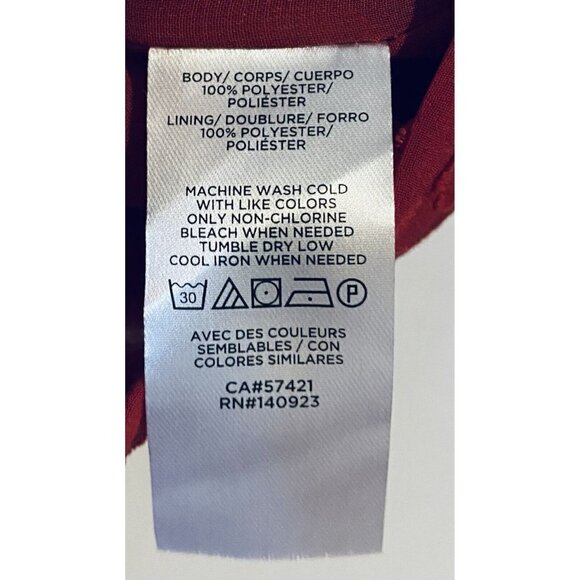 BODY/ CORPS/ CUERPO
100% POLYESTER/
POLIÉSTER
LINING/ DOUBLURE/ FORRO
100% POLYESTER/
POLIÉSTER
MACHINE WASH COLD
WITH LIKE COLORS
ONLY NON-CHLORINE
BLEACH WHEN NEEDED
TUMBLE DRY LOW
COOL IRON WHEN NEEDED
30 P
AVEC DES COULEURS
SEMBLABLES / CON
COLORES SIMILARES
CA#57421
RN#140923